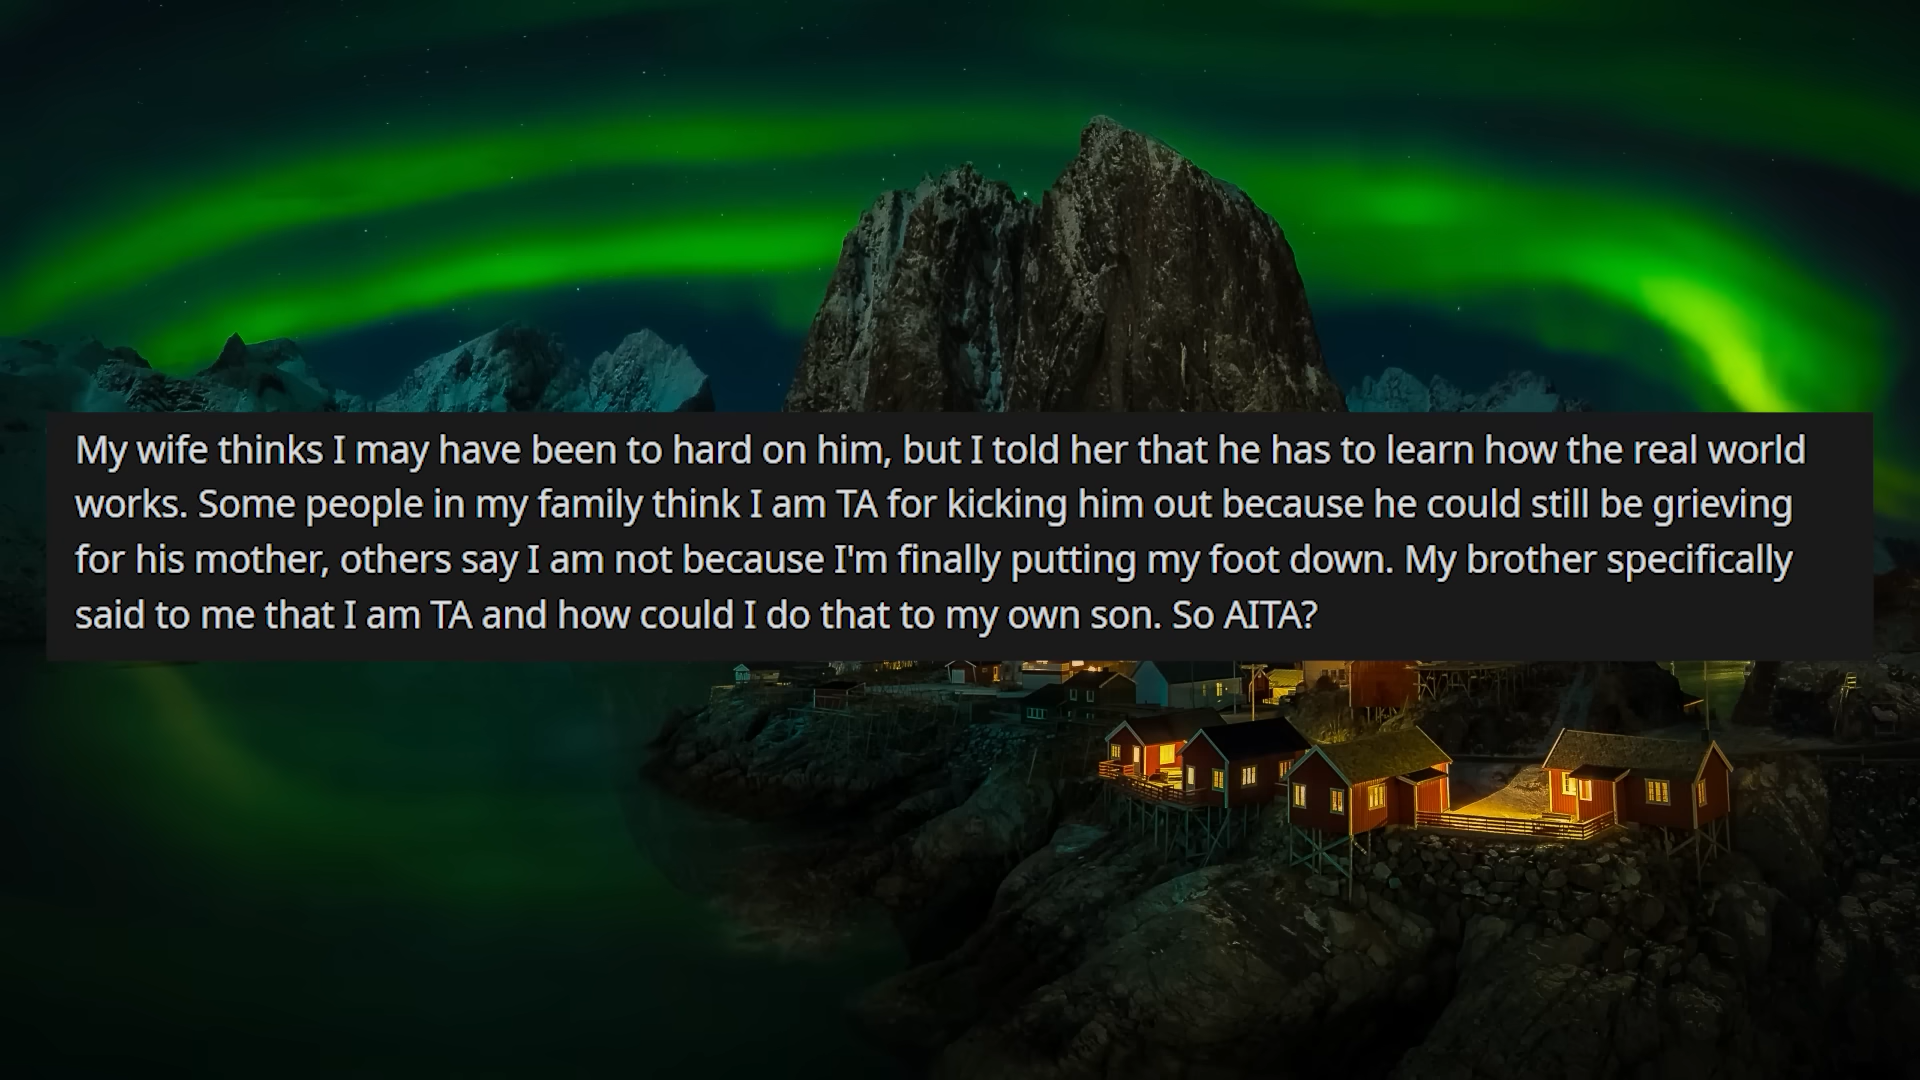 My wife thinks I may have been to hard on him, but I told her that he has to learn how the real world
works. Some people in my family think I am TA for kicking him out because he could still be grieving
for his mother, others say I am not because I'm finally putting my foot down. My brother specifically
said to me that I am TA and how could I do that to my own son. So AITA?